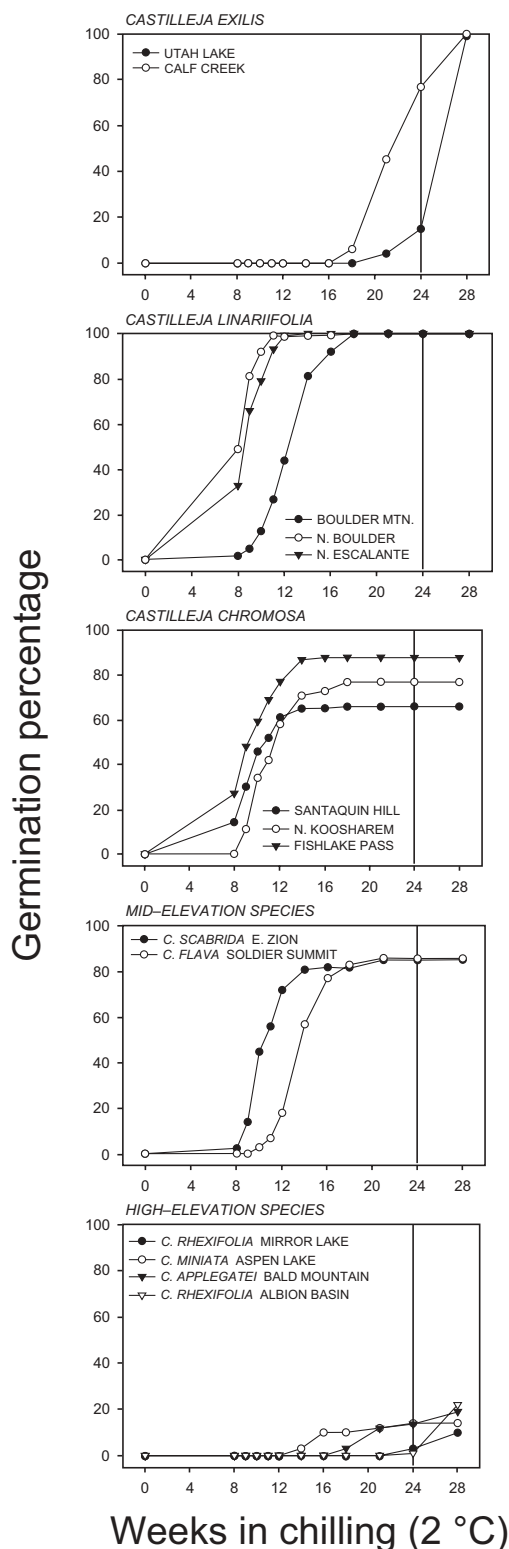 CASTILLEJA EXILIS
100
80
60
40
20
0
UTAH LAKE
CALF CREEK
0 4 8 12 16 20 24 28
CASTILLEJA LINARIIFOLIA
100
80
60
40
20
0
BOULDER MTN.
N. BOULDER
N. ESCALANTE
0 4 8 12 16 20 24 28
CASTILLEJA CHROMOSA
100
80
60
40
20
0
SANTAQUIN HILL
N. KOOSHAREM
FISHLAKE PASS
0 4 8 12 16 20 24 28
MID–ELEVATION SPECIES
100
80
60
40
20
0
C. SCABRIDA E. ZION
C. FLAVA SOLDIER SUMMIT
0 4 8 12 16 20 24 28
HIGH–ELEVATION SPECIES
100
80
60
40
20
0
C. RHEXIFOLIA MIRROR LAKE
C. MINIATA ASPEN LAKE
C. APPLEGATEI BALD MOUNTAIN
C. RHEXIFOLIA ALBION BASIN
0 4 8 12 16 20 24 28
Germination percentage
Weeks in chilling (2 °C)